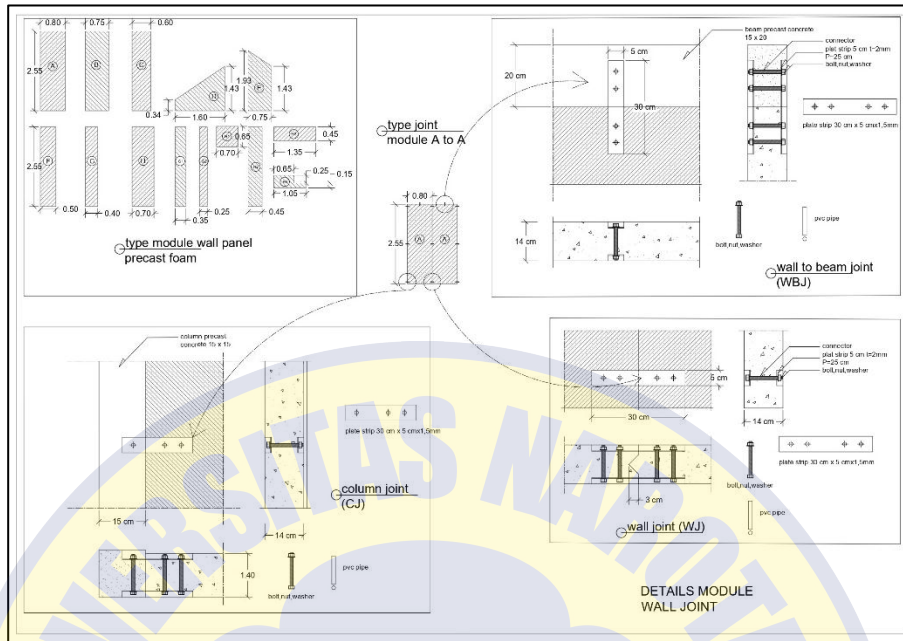 0.80
0.75
0.60
2.55
A
B
C
0.34
1.43
1.60
1.93
1.43
0.75
E
2.55
F
G
H
0.50
0.40
0.70
0.35
0.25
0.65
0.70
0.45
0.45
1.35
0.65
0.25
0.15
1.05
type module wall panel
precast foam
type joint
module A to A
0.80
2.55
A
A
5 cm
20 cm
30 cm
beam precast concrete
15 x 20
connector
plat strip 5 cm t=2mm
P=25 cm
bolt,nut,washer
plate strip 30 cm x 5 cmx1,5mm
14 cm
bolt,nut,washer
pvc pipe
wall to beam joint
(WBJ)
column precast
concrete 15 x 15
plate strip 30 cm x 5 cmx1,5mm
column joint
(CJ)
15 cm
14 cm
1.40
bolt,nut,washer
pvc pipe
5 cm
30 cm
connector
plat strip 5 cm t=2mm
P=25 cm
bolt,nut,washer
14 cm
plate strip 30 cm x 5 cmx1,5mm
bolt,nut,washer
3 cm
pvc pipe
wall joint (WJ)
DETAILS MODULE
WALL JOINT
VERSITAS NAROTA